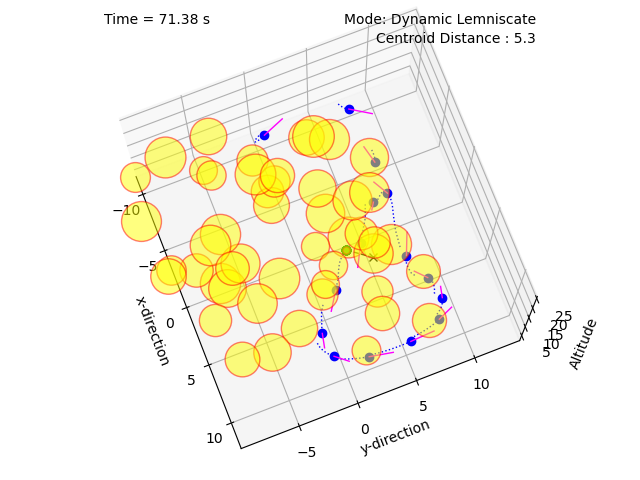 Time = 71.38 s
Mode: Dynamic Lemniscate
Centroid Distance : 5.3
−10
−5
0
5
10
x-direction
−5
0
5
10
y-direction
5
10
15
20
25
Altitude